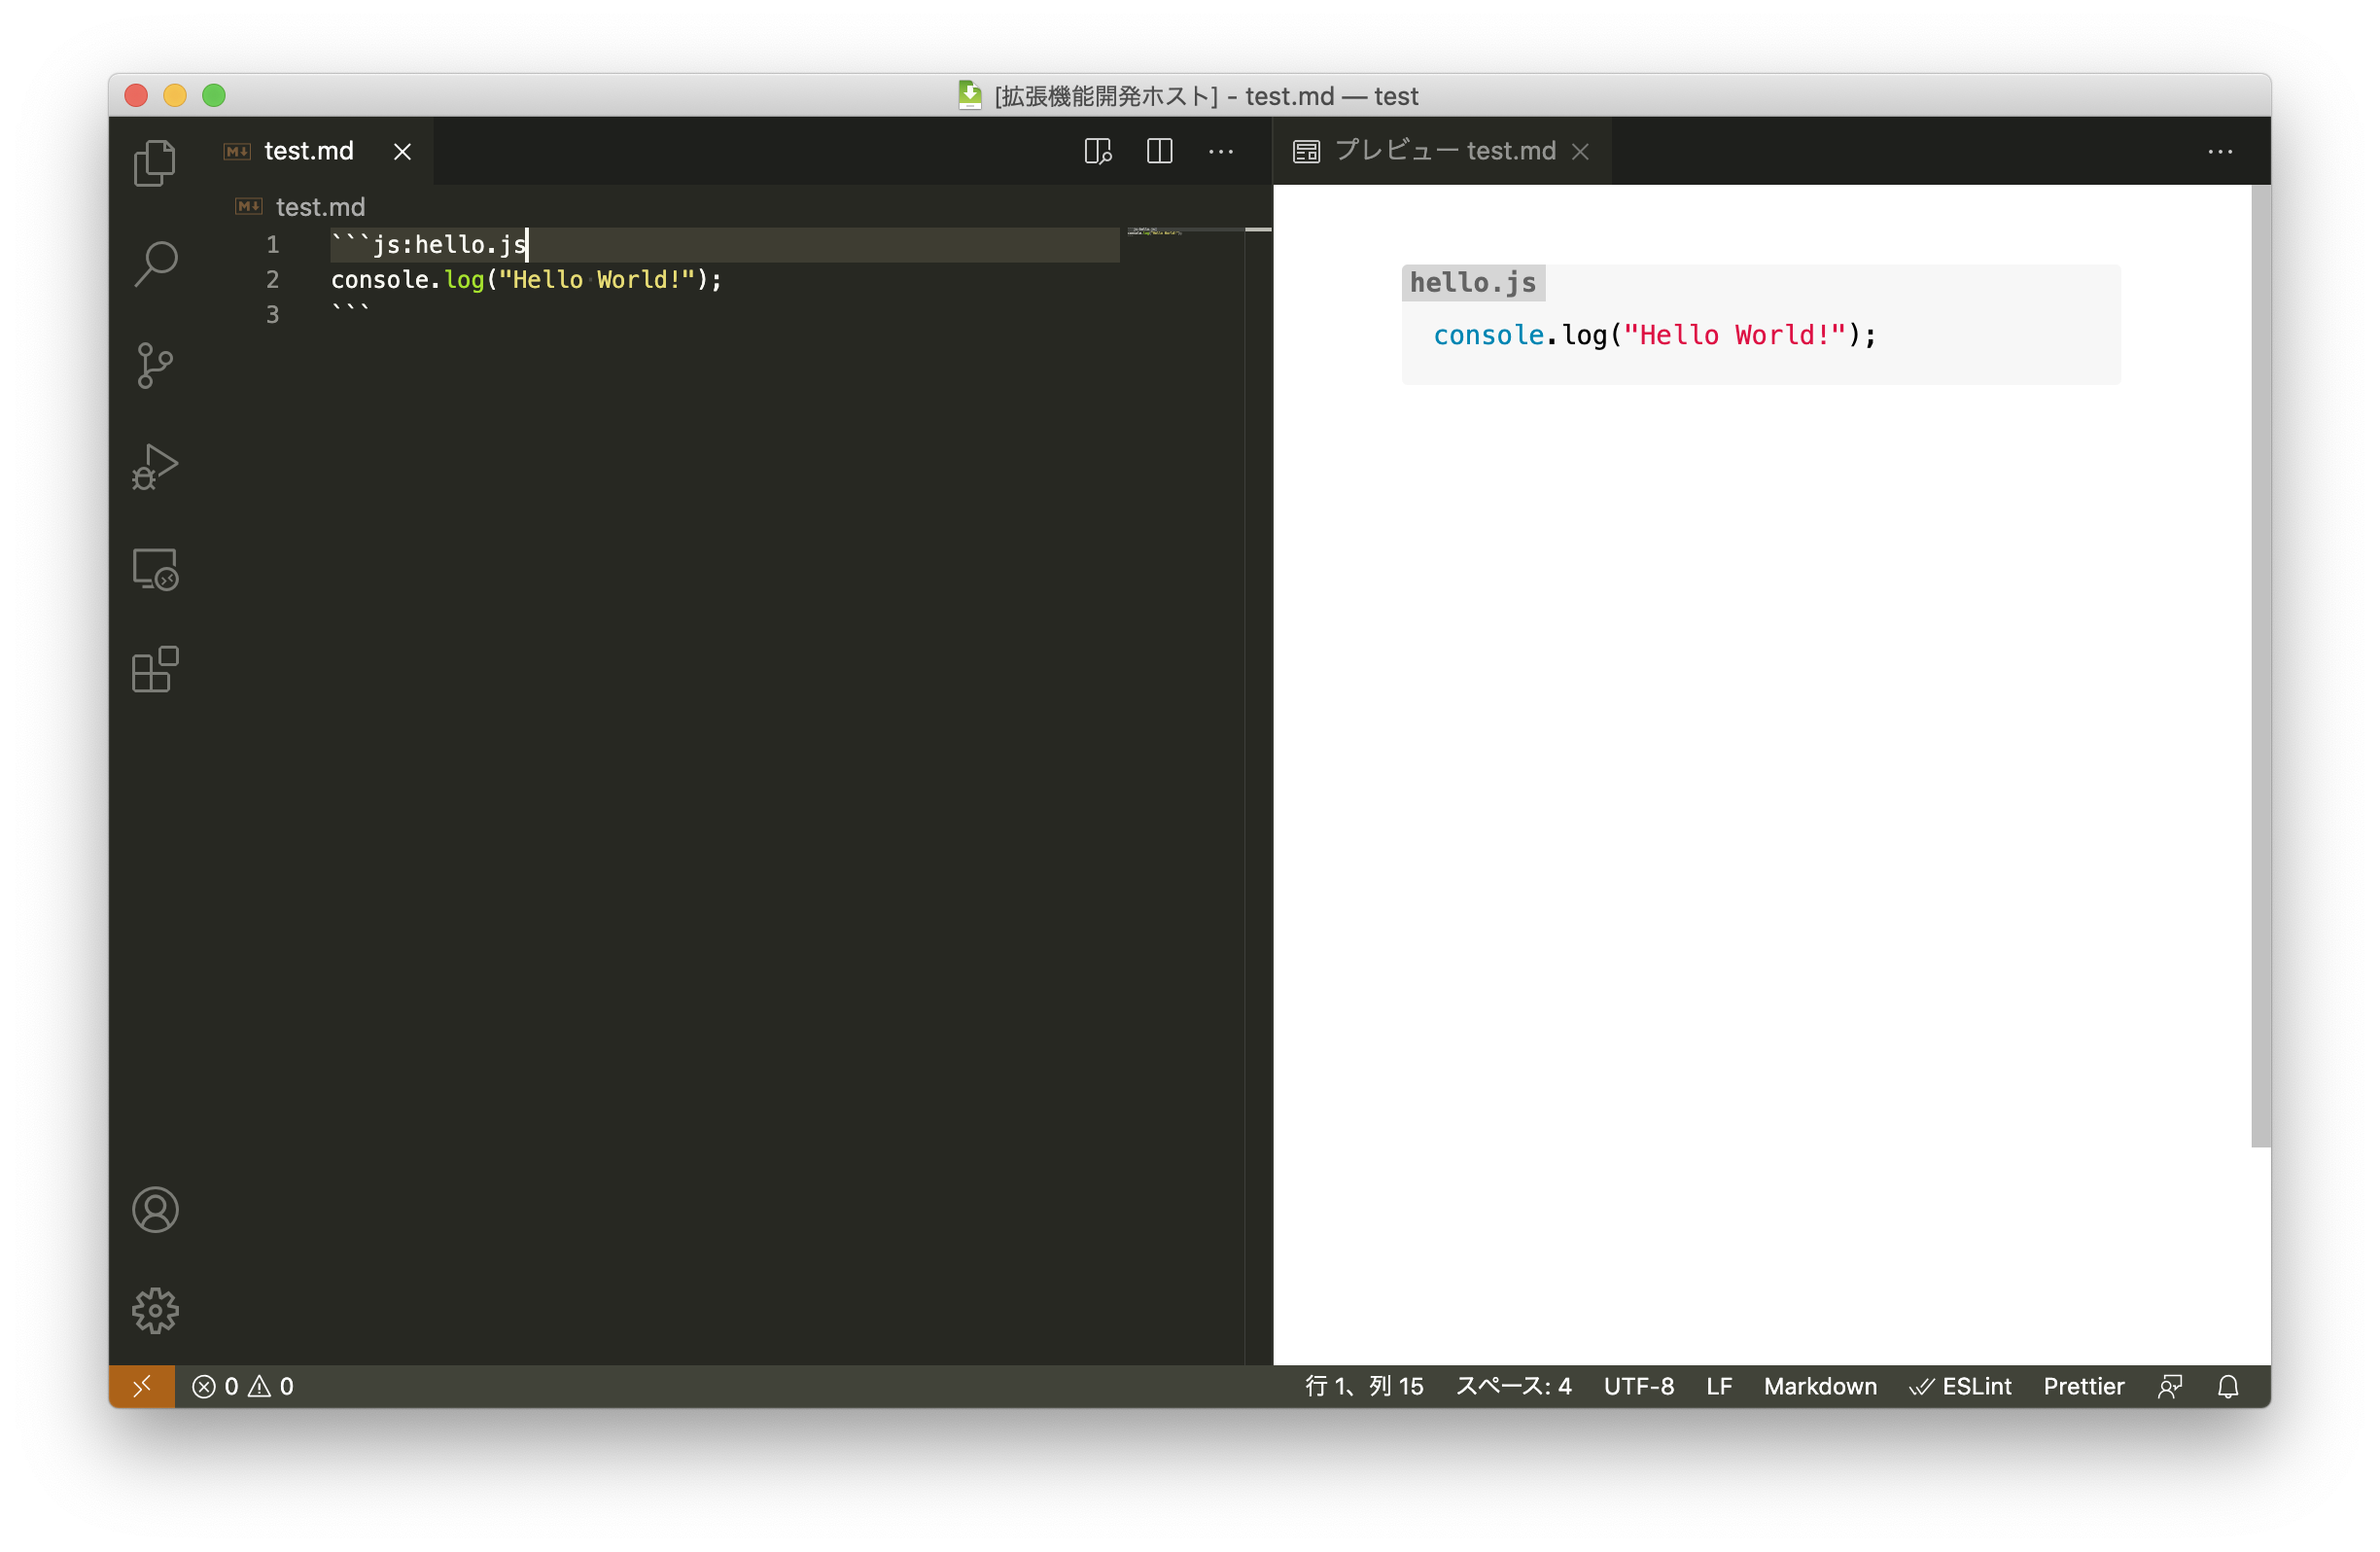 [拡張機能開発ホスト] - test.md — test
test.md
プレビュー test.md
test.md
1 ```js:hello.js
2 console.log("Hello World!");
3 ```
hello.js
console.log("Hello World!");
0 0
行 1、列 15 スペース: 4 UTF-8 LF Markdown ESLint Prettier